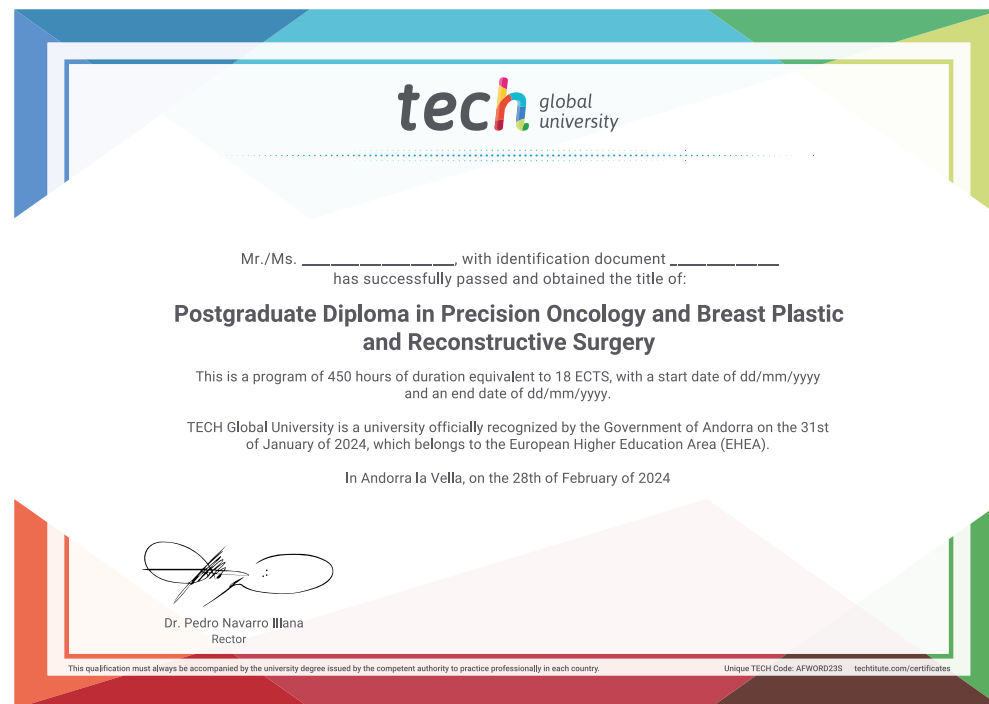 tech global
university
Mr./Ms. _______________, with identification document ___________
has successfully passed and obtained the title of:
Postgraduate Diploma in Precision Oncology and Breast Plastic
and Reconstructive Surgery
This is a program of 450 hours of duration equivalent to 18 ECTS, with a start date of dd/mm/yyyy
and an end date of dd/mm/yyyy.
TECH Global University is a university officially recognized by the Government of Andorra on the 31st
of January of 2024, which belongs to the European Higher Education Area (EHEA).
In Andorra la Vella, on the 28th of February of 2024
Dr. Pedro Navarro Illana
Rector
This qualification must always be accompanied by the university degree issued by the competent authority to practice professionally in each country. Unique TECH Code: AFWORD23S techtitute.com/certificates